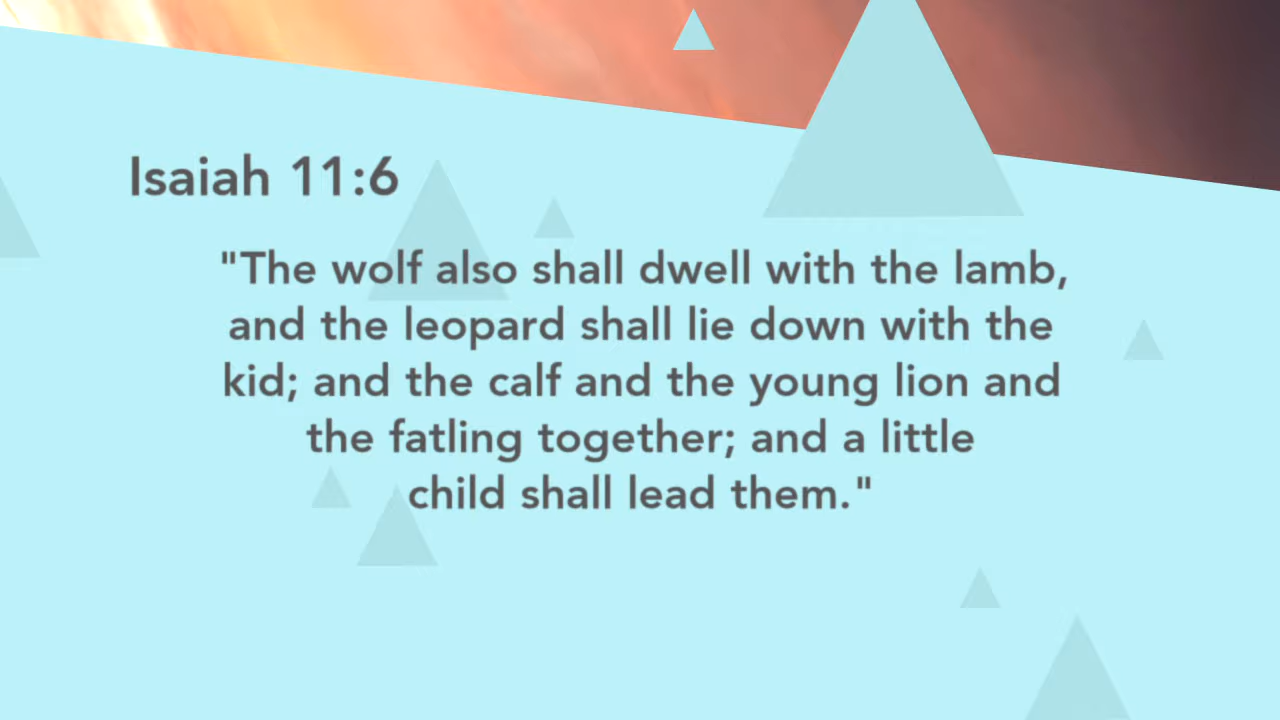 Isaiah 11:6
"The wolf also shall dwell with the lamb,
and the leopard shall lie down with the
kid; and the calf and the young lion and
the fatling together; and a little
child shall lead them."